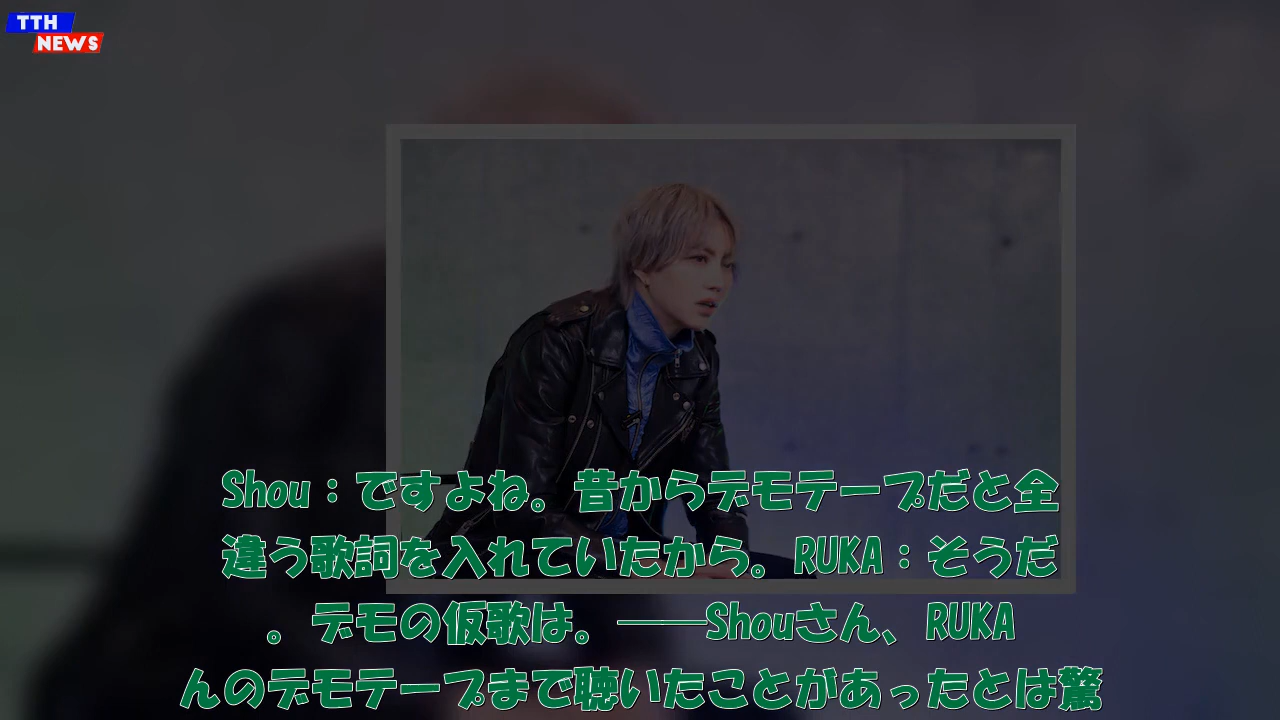 TTH
NEWS
Shou：ですよね。昔からデモテープだと全
違う歌詞を入れていたから。RUKA：そうだ
。デモの仮歌は。――Shouさん、RUKA
んのデモテープまで聴いたことがあったとは驚